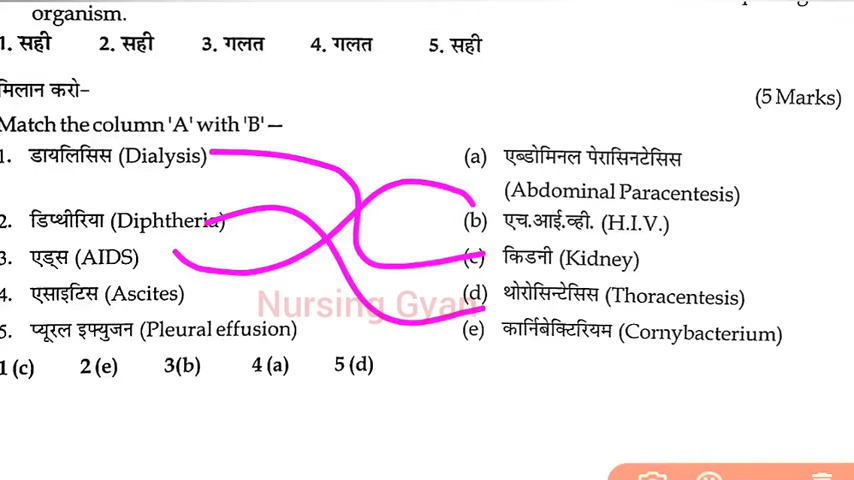 organism.
1. सही 2. सही 3. गलत 4. गलत 5. सही
मिलान करो–
(5 Marks)
Match the column 'A' with 'B'—
1. डायलिसिस (Dialysis) (a) एब्डोमिनल पेरासिनटेसिस
(Abdominal Paracentesis)
2. डिप्थीरिया (Diphtheria) (b) एच.आई.व्ही. (H.I.V.)
3. एड्स (AIDS) (c) किडनी (Kidney)
4. एसाइटिस (Ascites) (d) थोरोसिन्टेसिस (Thoracentesis)
Nursing Gyan
5. प्यूरल इफ्युजन (Pleural effusion) (e) कार्निबेक्टिरियम (Cornybacterium)
1 (c) 2 (e) 3(b) 4 (a) 5 (d)